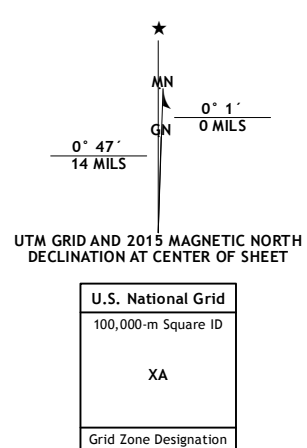 ★
MN
0° 1´
0 MILS
GN
0° 47´
14 MILS
UTM GRID AND 2015 MAGNETIC NORTH
DECLINATION AT CENTER OF SHEET
U.S. National Grid
100,000-m Square ID
XA
Grid Zone Designation